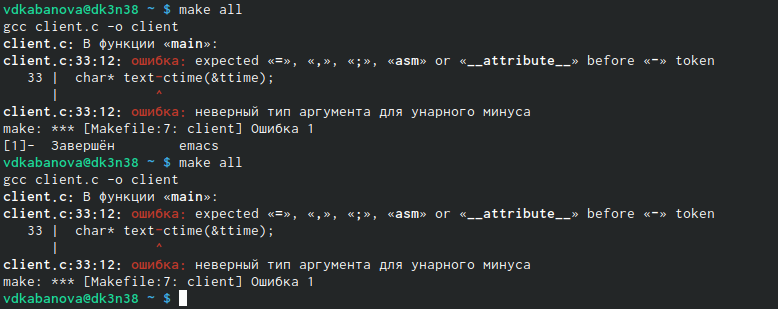 vdkabanova@dk3n38 ~ $ make all
gcc client.c -o client
client.c: В функции «main»:
client.c:33:12: ошибка: expected «=», «,», «;», «asm» or «__attribute__» before «-» token
   33 |  char* text-ctime(&ttime);
      |            ^
client.c:33:12: ошибка: неверный тип аргумента для унарного минуса
make: *** [Makefile:7: client] Ошибка 1
[1]-  Завершён        emacs
vdkabanova@dk3n38 ~ $ make all
gcc client.c -o client
client.c: В функции «main»:
client.c:33:12: ошибка: expected «=», «,», «;», «asm» or «__attribute__» before «-» token
   33 |  char* text-ctime(&ttime);
      |            ^
client.c:33:12: ошибка: неверный тип аргумента для унарного минуса
make: *** [Makefile:7: client] Ошибка 1
vdkabanova@dk3n38 ~ $